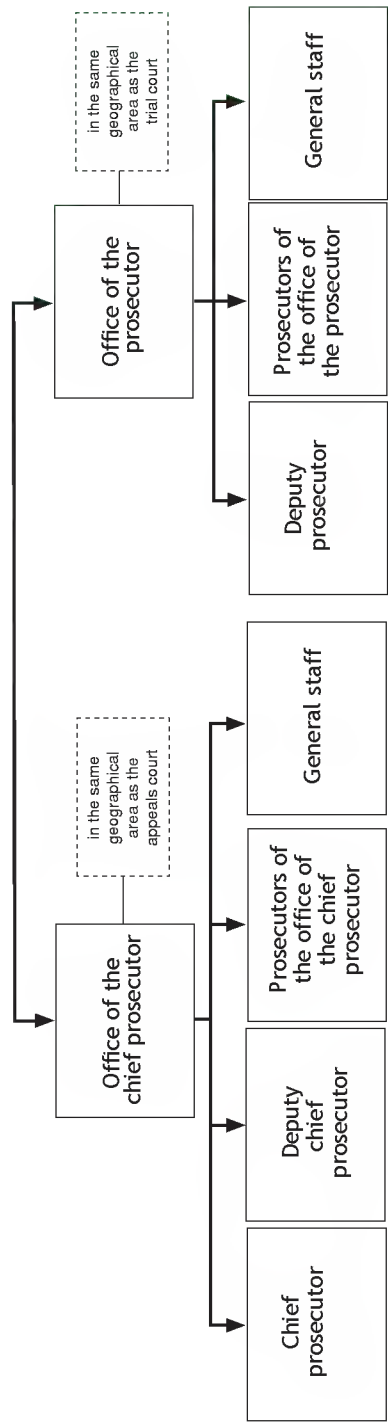 Office of the
chief prosecutor
in the same
geographical
area as the
appeals court
Office of the
prosecutor
in the same
geographical
area as the
trial court
Chief
prosecutor
Deputy
chief
prosecutor
Prosecutors of
the office of
the chief
prosecutor
General staff
Deputy
prosecutor
Prosecutors of
the office of
the prosecutor
General staff